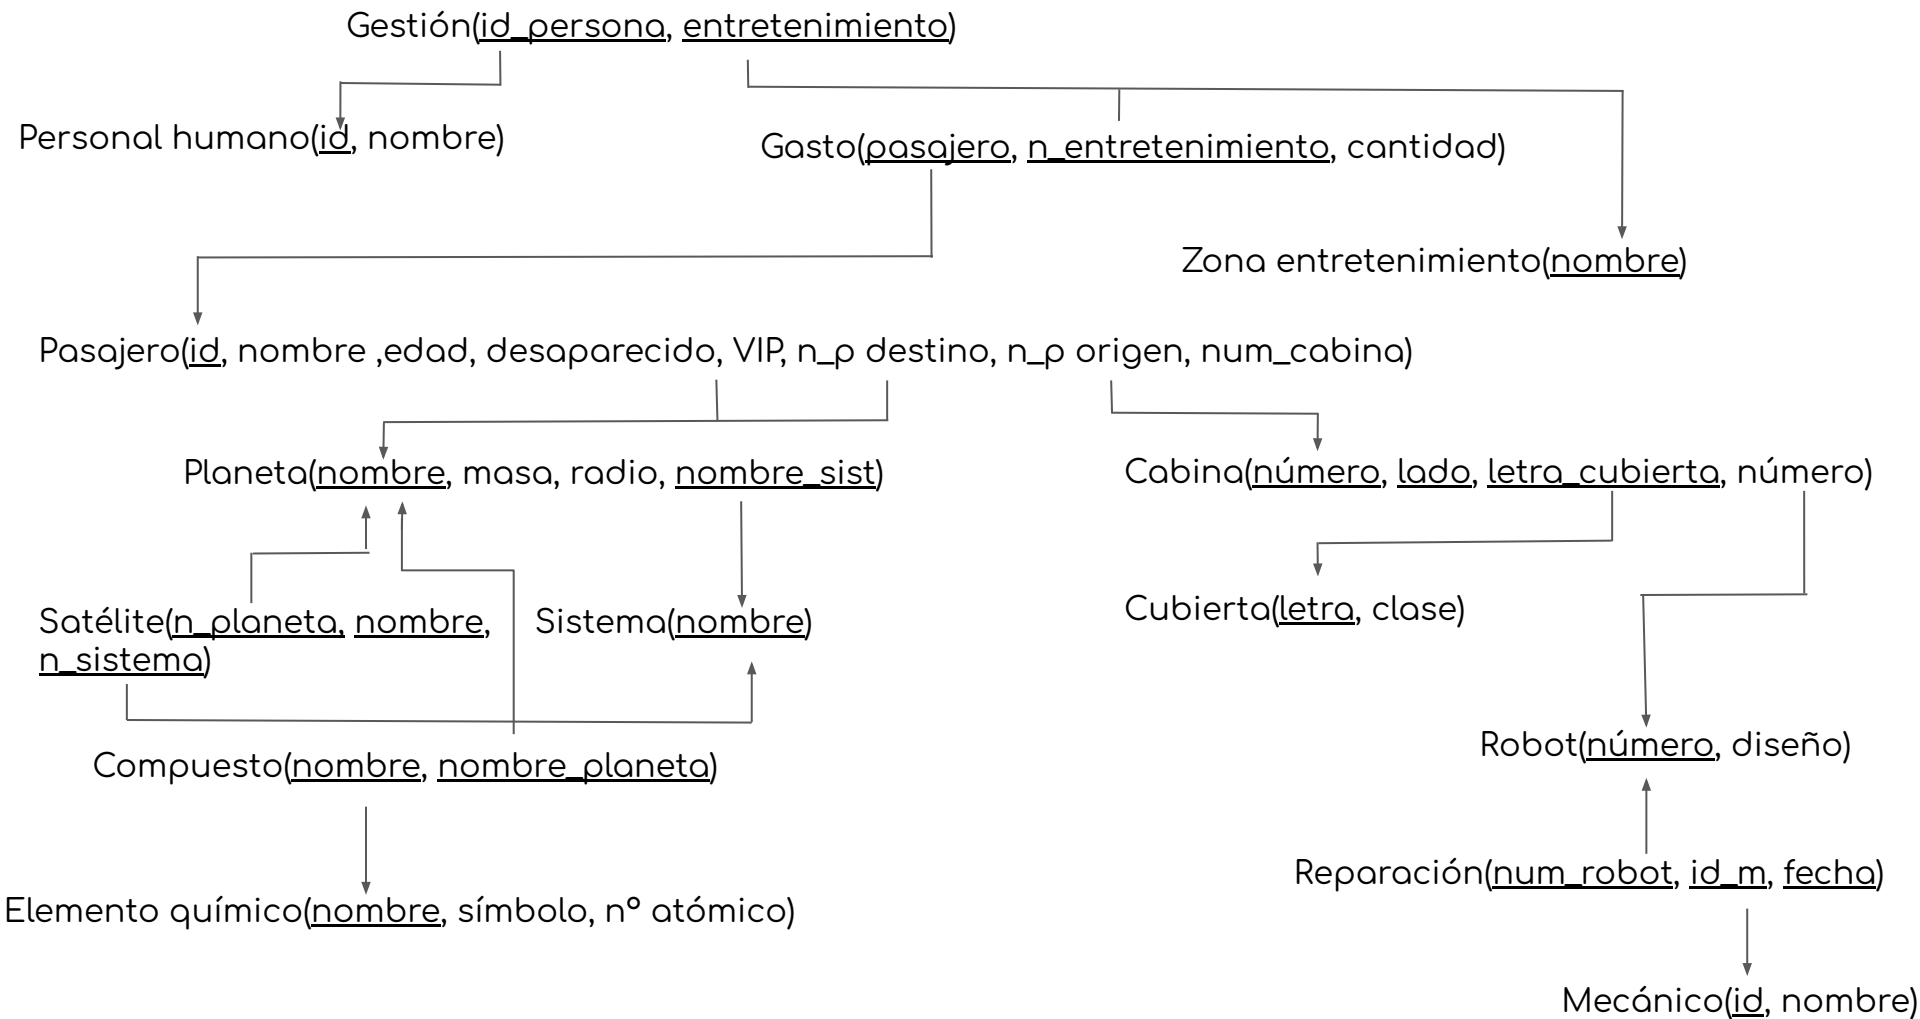 Gestión(id_persona, entretenimiento)
Personal humano(id, nombre)
Gasto(pasajero, n_entretenimiento, cantidad)
Zona entretenimiento(nombre)
Pasajero(id, nombre ,edad, desaparecido, VIP, n_p destino, n_p origen, num_cabina)
Planeta(nombre, masa, radio, nombre_sist)
Cabina(número, lado, letra_cubierta, número)
Cubierta(letra, clase)
Satélite(n_planeta, nombre,
n_sistema)
Sistema(nombre)
Robot(número, diseño)
Compuesto(nombre, nombre_planeta)
Reparación(num_robot, id_m, fecha)
Elemento químico(nombre, símbolo, nº atómico)
Mecánico(id, nombre)